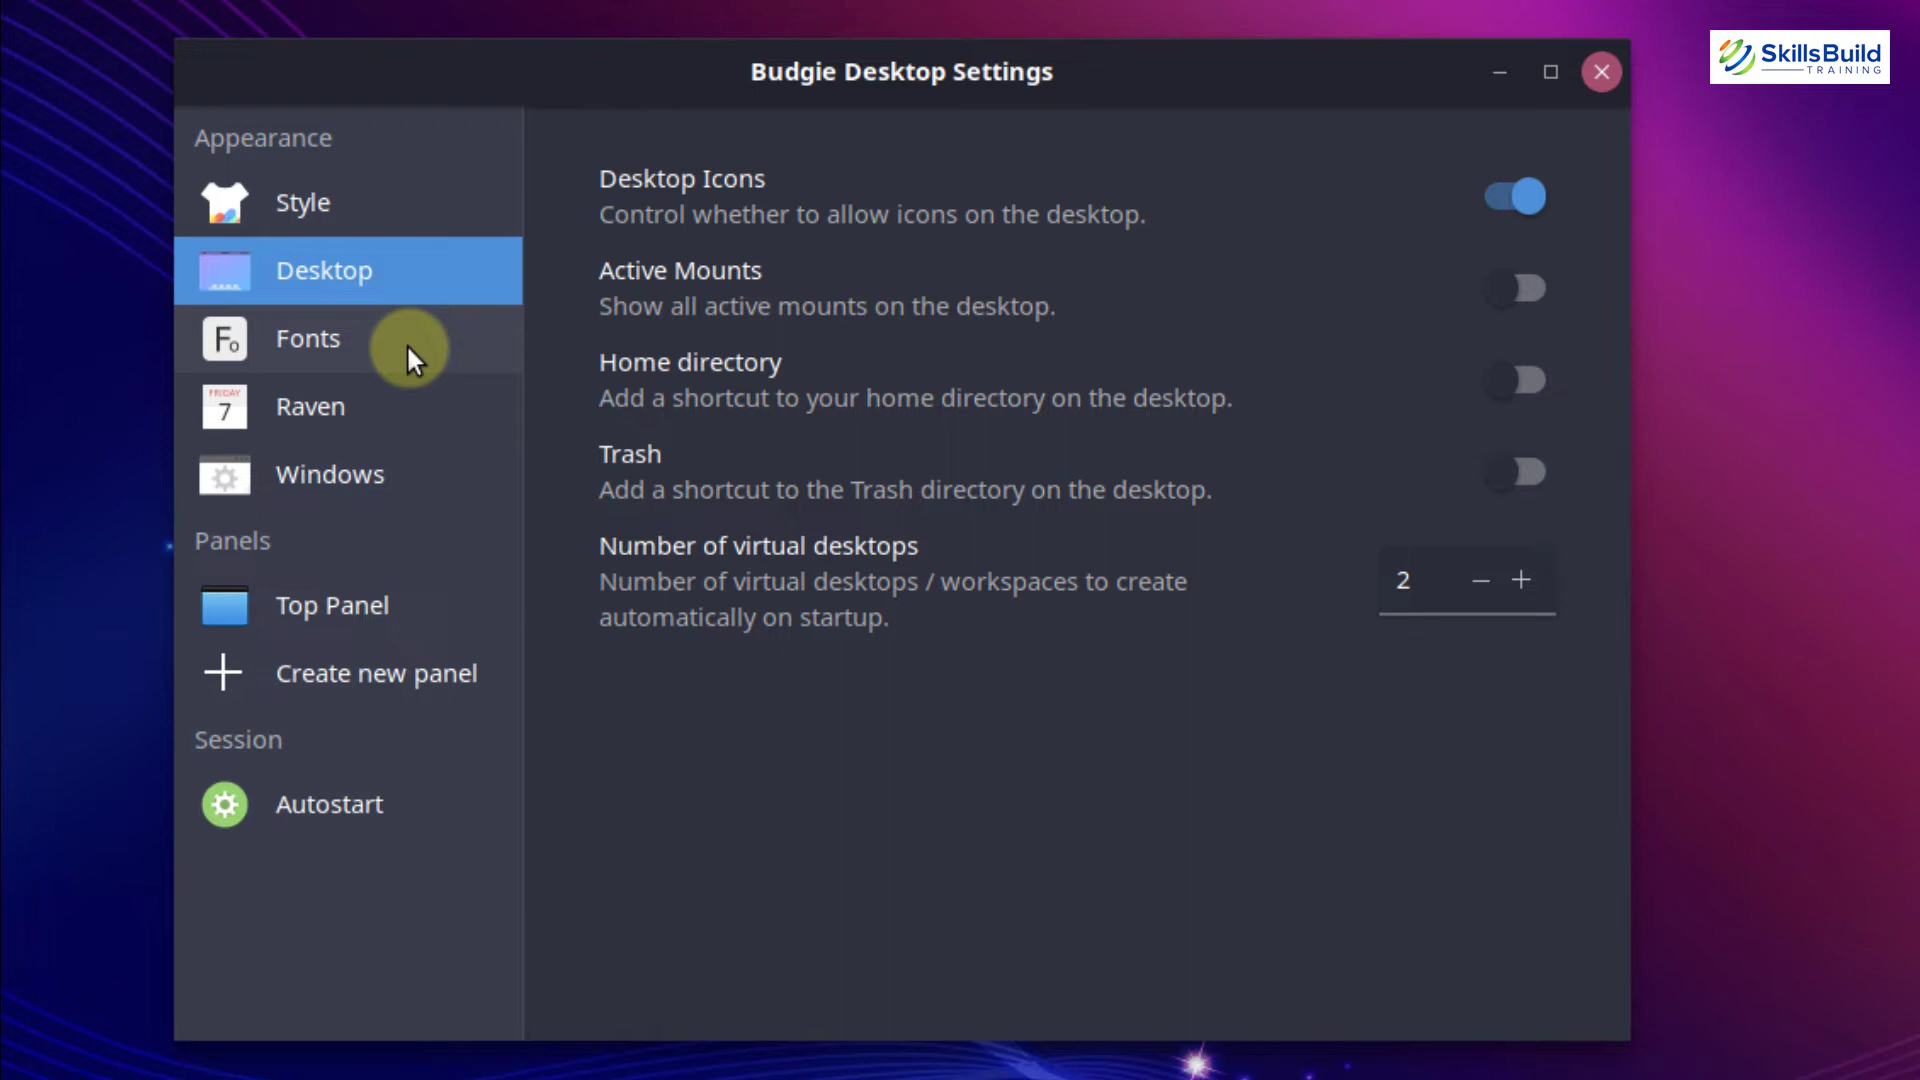 Budgie Desktop Settings
SkillsBuild
TRAINING
Appearance
Style
Desktop
Fonts
Raven
Windows
Panels
Top Panel
Create new panel
Session
Autostart
Desktop Icons
Control whether to allow icons on the desktop.
Active Mounts
Show all active mounts on the desktop.
Home directory
Add a shortcut to your home directory on the desktop.
Trash
Add a shortcut to the Trash directory on the desktop.
Number of virtual desktops
Number of virtual desktops / workspaces to create
automatically on startup.
2
Fo
FRIDAY
7